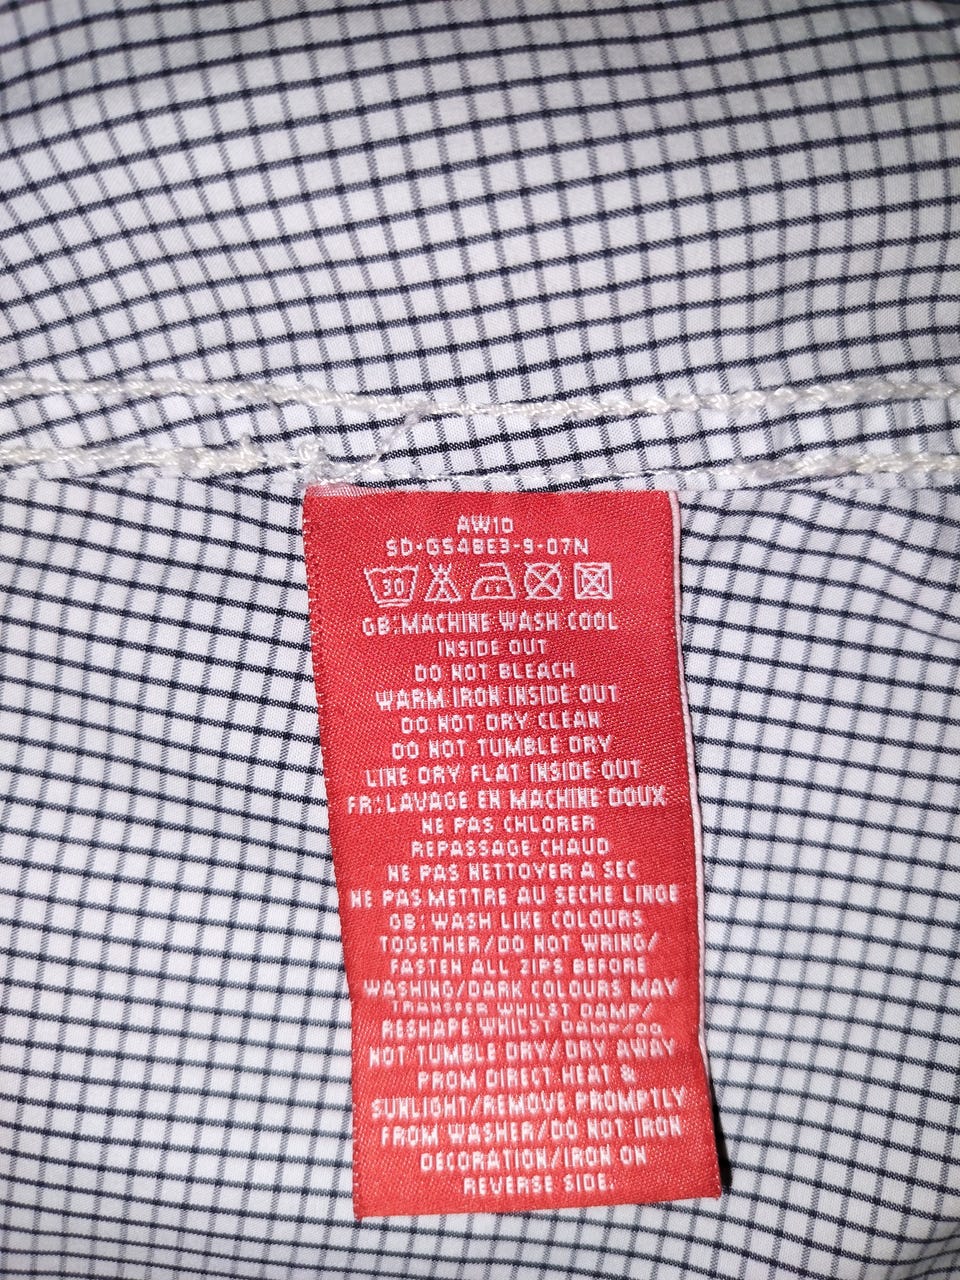 AW10
SD-GS4BE3-9-07N
30
GB:MACHINE WASH COOL
INSIDE OUT
DO NOT BLEACH
WARM IRON INSIDE OUT
DO NOT DRY CLEAN
DO NOT TUMBLE DRY
LINE DRY FLAT INSIDE OUT
FR:LAVAGE EN MACHINE DOUX
NE PAS CHLORER
REPASSAGE CHAUD
NE PAS NETTOYER A SEC
NE PAS METTRE AU SECHE LINGE
GB: WASH LIKE COLOURS
TOGETHER/DO NOT WRING/
FASTEN ALL ZIPS BEFORE
WASHING/DARK COLOURS MAY
TRANSFER WHILST DAMP/
RESHAPE WHILST DAMP/DO
NOT TUMBLE DRY/DRY AWAY
PROM DIRECT HEAT &
SUNLIGHT/REMOVE PROMPTLY
FROM WASHER/DO NOT IRON
DECORATION/IRON ON
REVERSE SIDE.